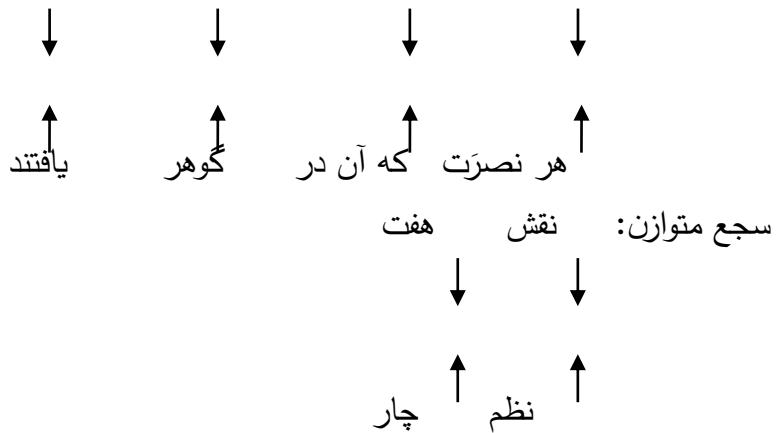 هر نصرَت که آن در گوهر یافتند
سجع متوازن: نقش هفت
نظم چار